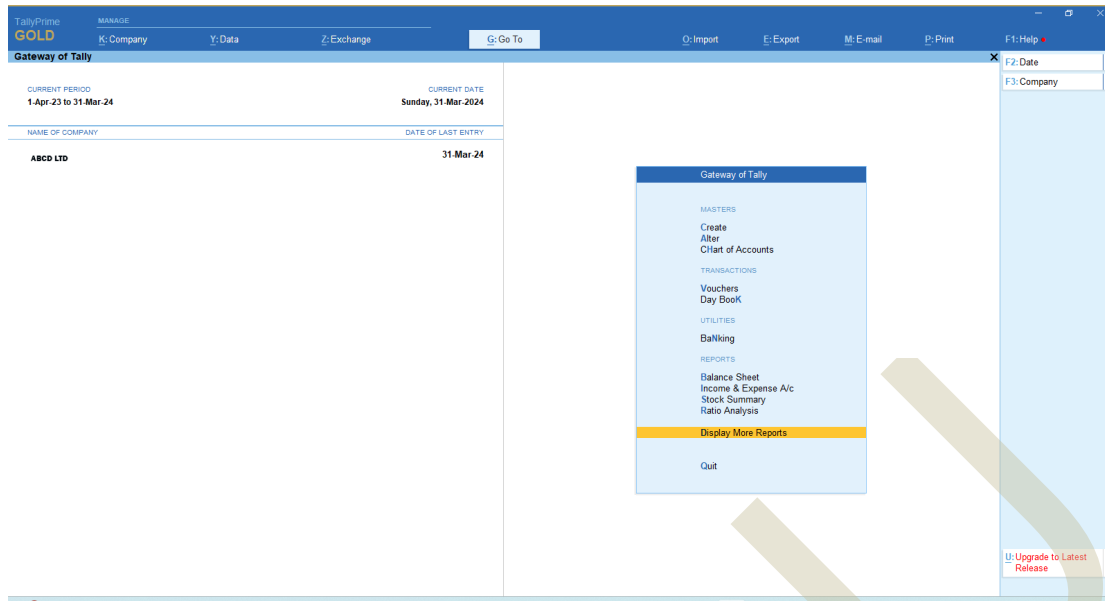 TallyPrime
GOLD
MANAGE
K: Company
Y: Data
Z: Exchange
G: Go To
O: Import
E: Export
M: E-mail
P: Print
F1: Help
Gateway of Tally
F2: Date
F3: Company
CURRENT PERIOD
CURRENT DATE
1-Apr-23 to 31-Mar-24
Sunday, 31-Mar-2024
NAME OF COMPANY
DATE OF LAST ENTRY
ABCD LTD
31-Mar-24
Gateway of Tally
MASTERS
Create
Alter
CHart of Accounts
TRANSACTIONS
Vouchers
Day BooK
UTILITIES
BaNking
REPORTS
Balance Sheet
Income & Expense A/c
Stock Summary
Ratio Analysis
Display More Reports
Quit
U: Upgrade to Latest
Release